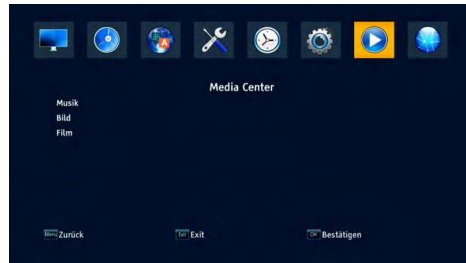 Media Center
Musik
Bild
Film
Menu Zurück
Exit Exit
OK Bestätigen